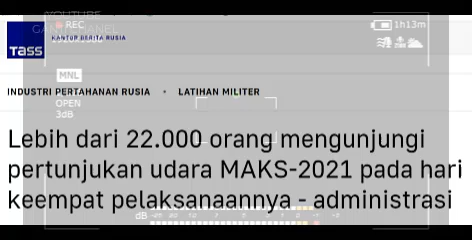 REC
1h13m
TASS
KANTOR BERITA RUSIA
MNL
INDUSTRI PERTAHANAN RUSIA • LATIHAN MILITER
OPEN
3dB
Lebih dari 22.000 orang mengunjungi
pertunjukan udara MAKS-2021 pada hari
keempat pelaksanaannya - administrasi
dB